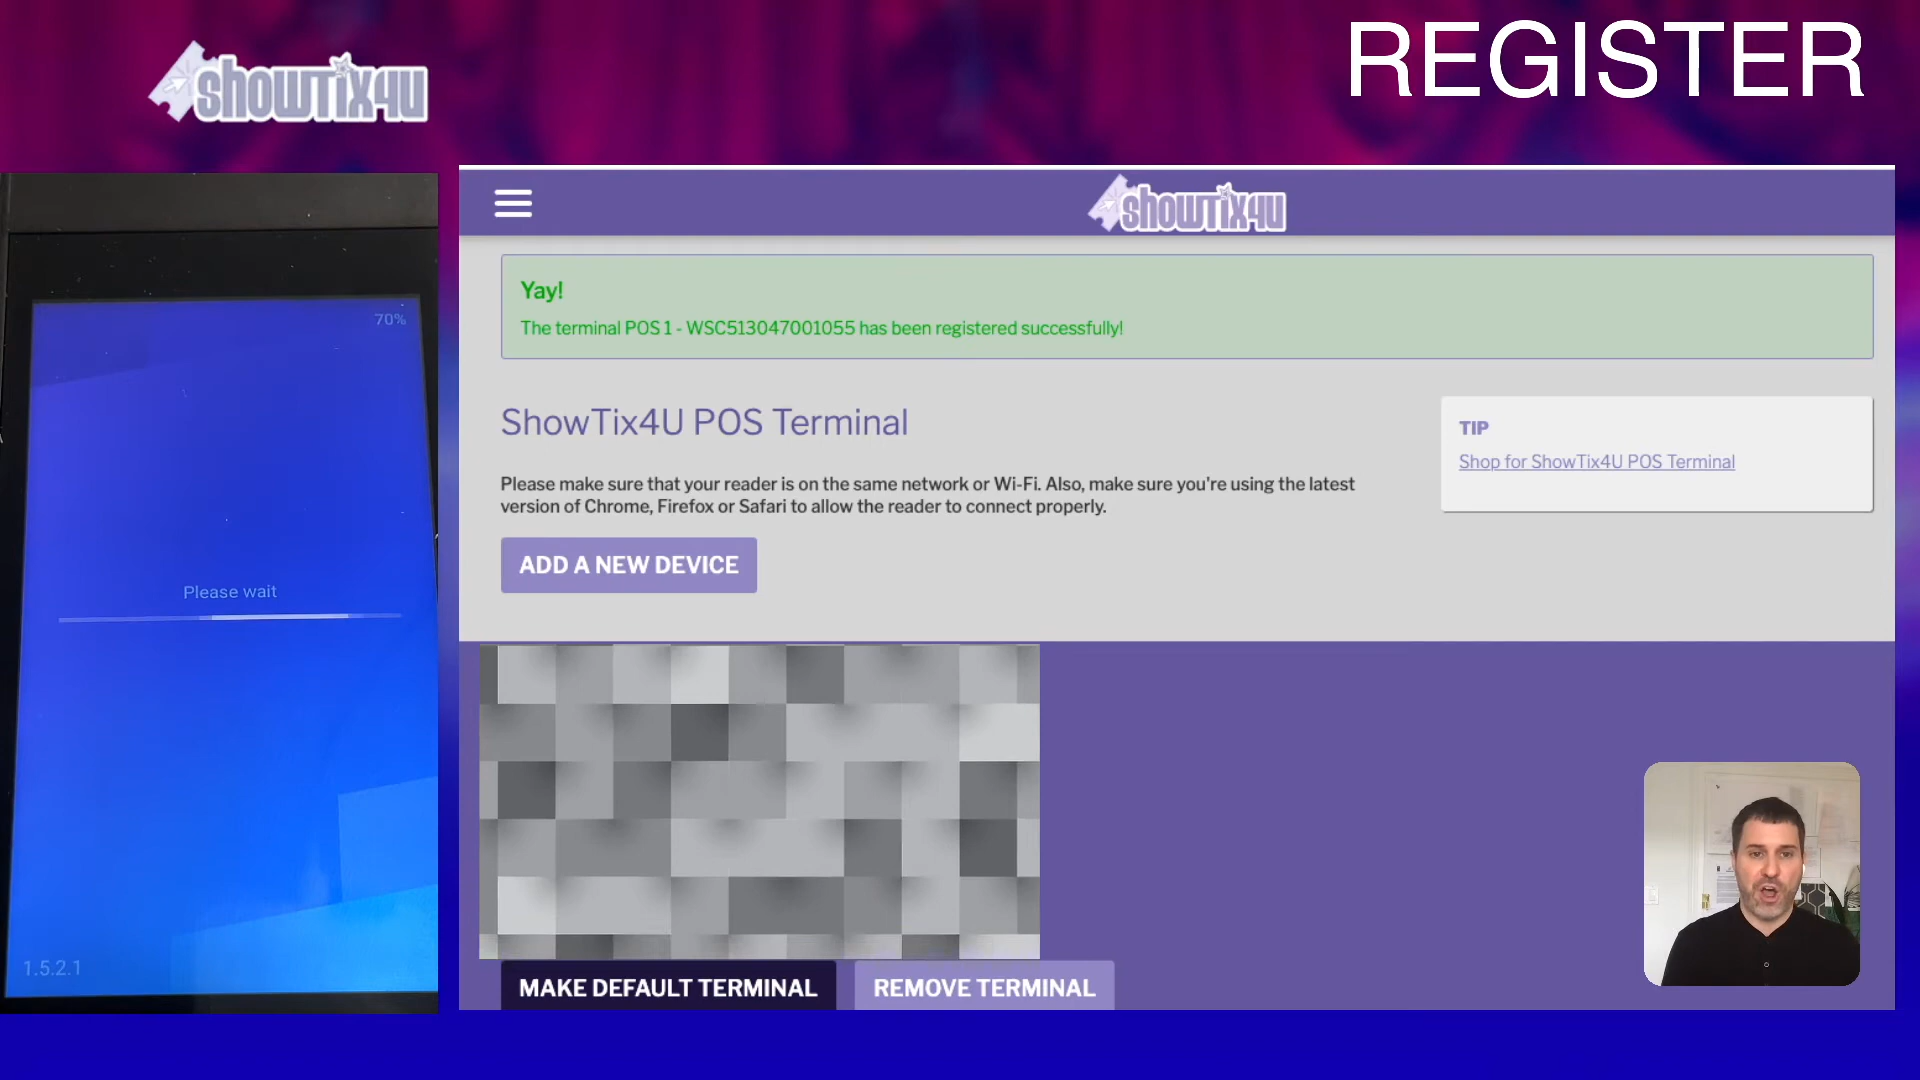 showTix4U
REGISTER
70%
Please wait
1.5.2.1
showTix4U
Yay!
The terminal POS 1 - WSC513047001055 has been registered successfully!
ShowTix4U POS Terminal
Please make sure that your reader is on the same network or Wi-Fi. Also, make sure you're using the latest
version of Chrome, Firefox or Safari to allow the reader to connect properly.
ADD A NEW DEVICE
TIP
Shop for ShowTix4U POS Terminal
MAKE DEFAULT TERMINAL
REMOVE TERMINAL